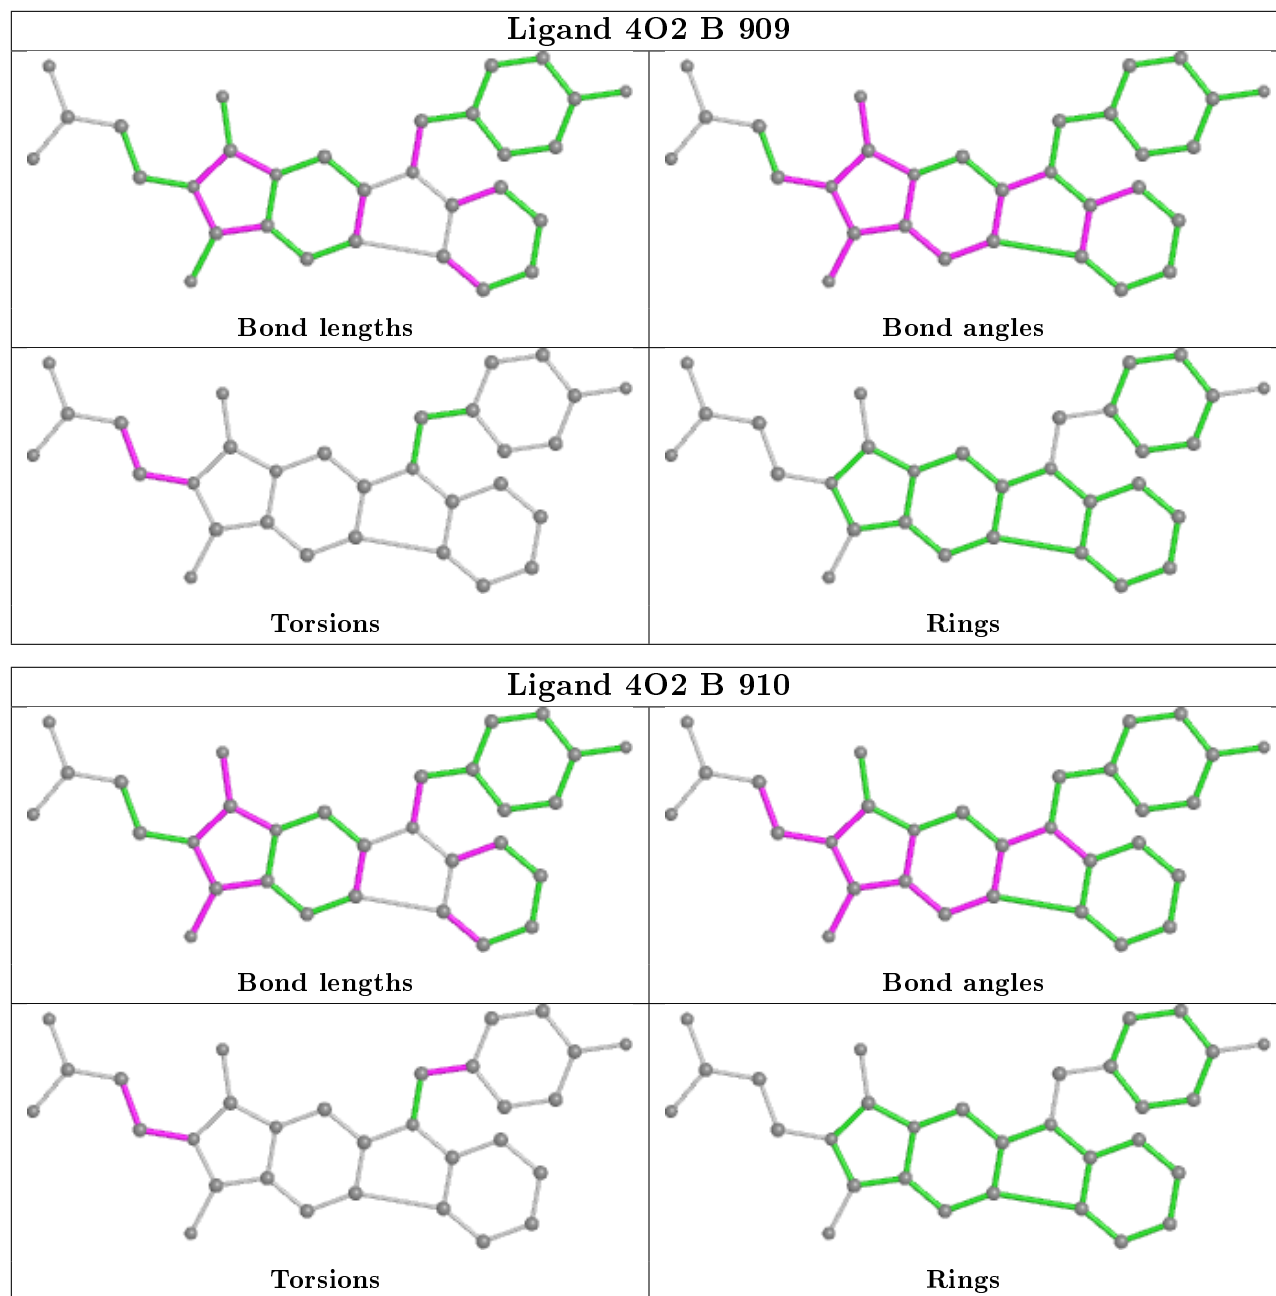 Ligand 4O2 B 909
Bond lengths
Bond angles
Torsions
Rings
Ligand 4O2 B 910
Bond lengths
Bond angles
Torsions
Rings